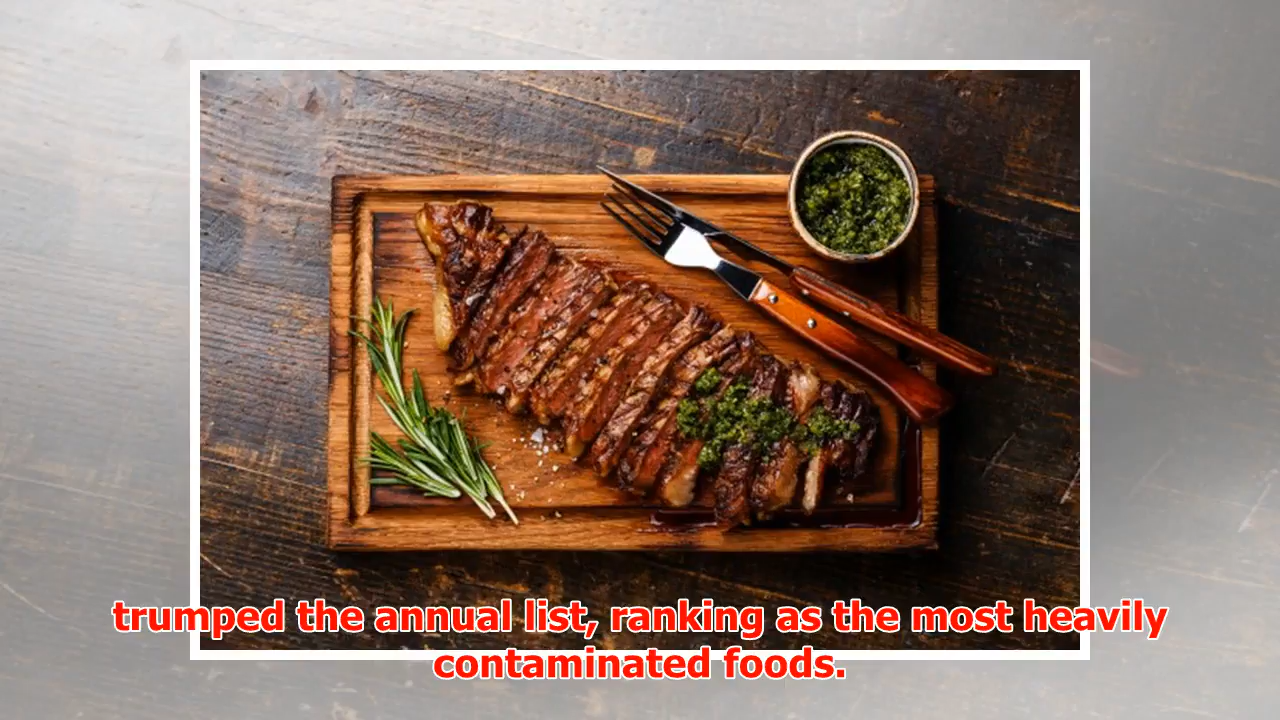 trumped the annual list, ranking as the most heavily
contaminated foods.